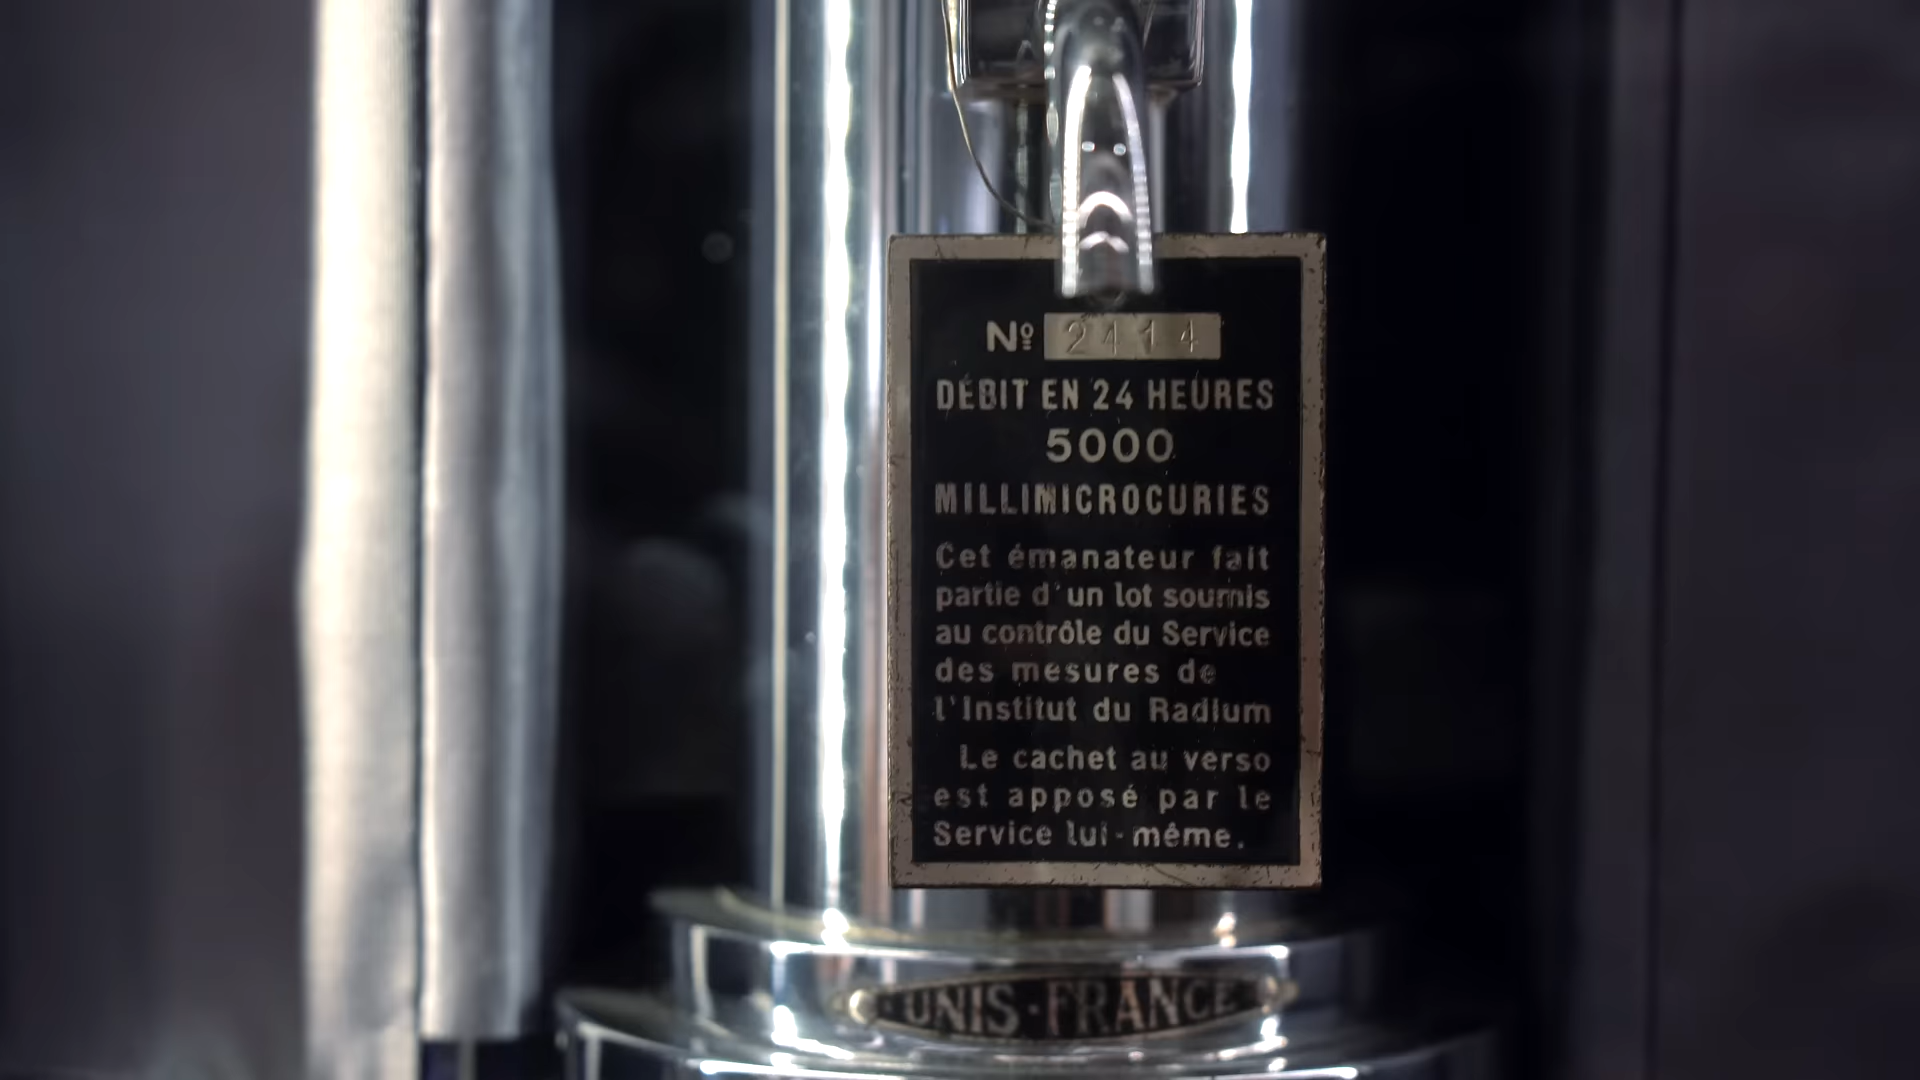 Nº 2414
DÉBIT EN 24 HEURES
5000
MILLIMICROCURIES
Cet émanateur fait
partie d'un lot soumis
au contrôle du Service
des mesures de
l'Institut du Radium
Le cachet au verso
est apposé par le
Service lui-même.
UNIS-FRANCE